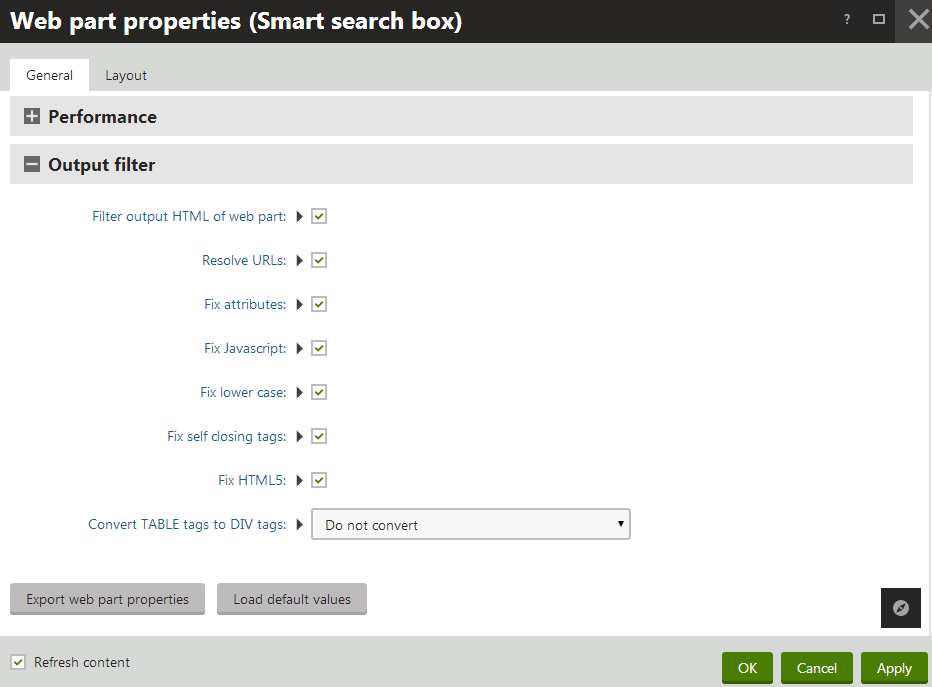 Web part properties (Smart search box)
?
General
Layout
Performance
Output filter
Filter output HTML of web part:
Resolve URLs:
Fix attributes:
Fix Javascript:
Fix lower case:
Fix self closing tags:
Fix HTML5:
Convert TABLE tags to DIV tags:
Do not convert
Export web part properties
Load default values
Refresh content
OK
Cancel
Apply